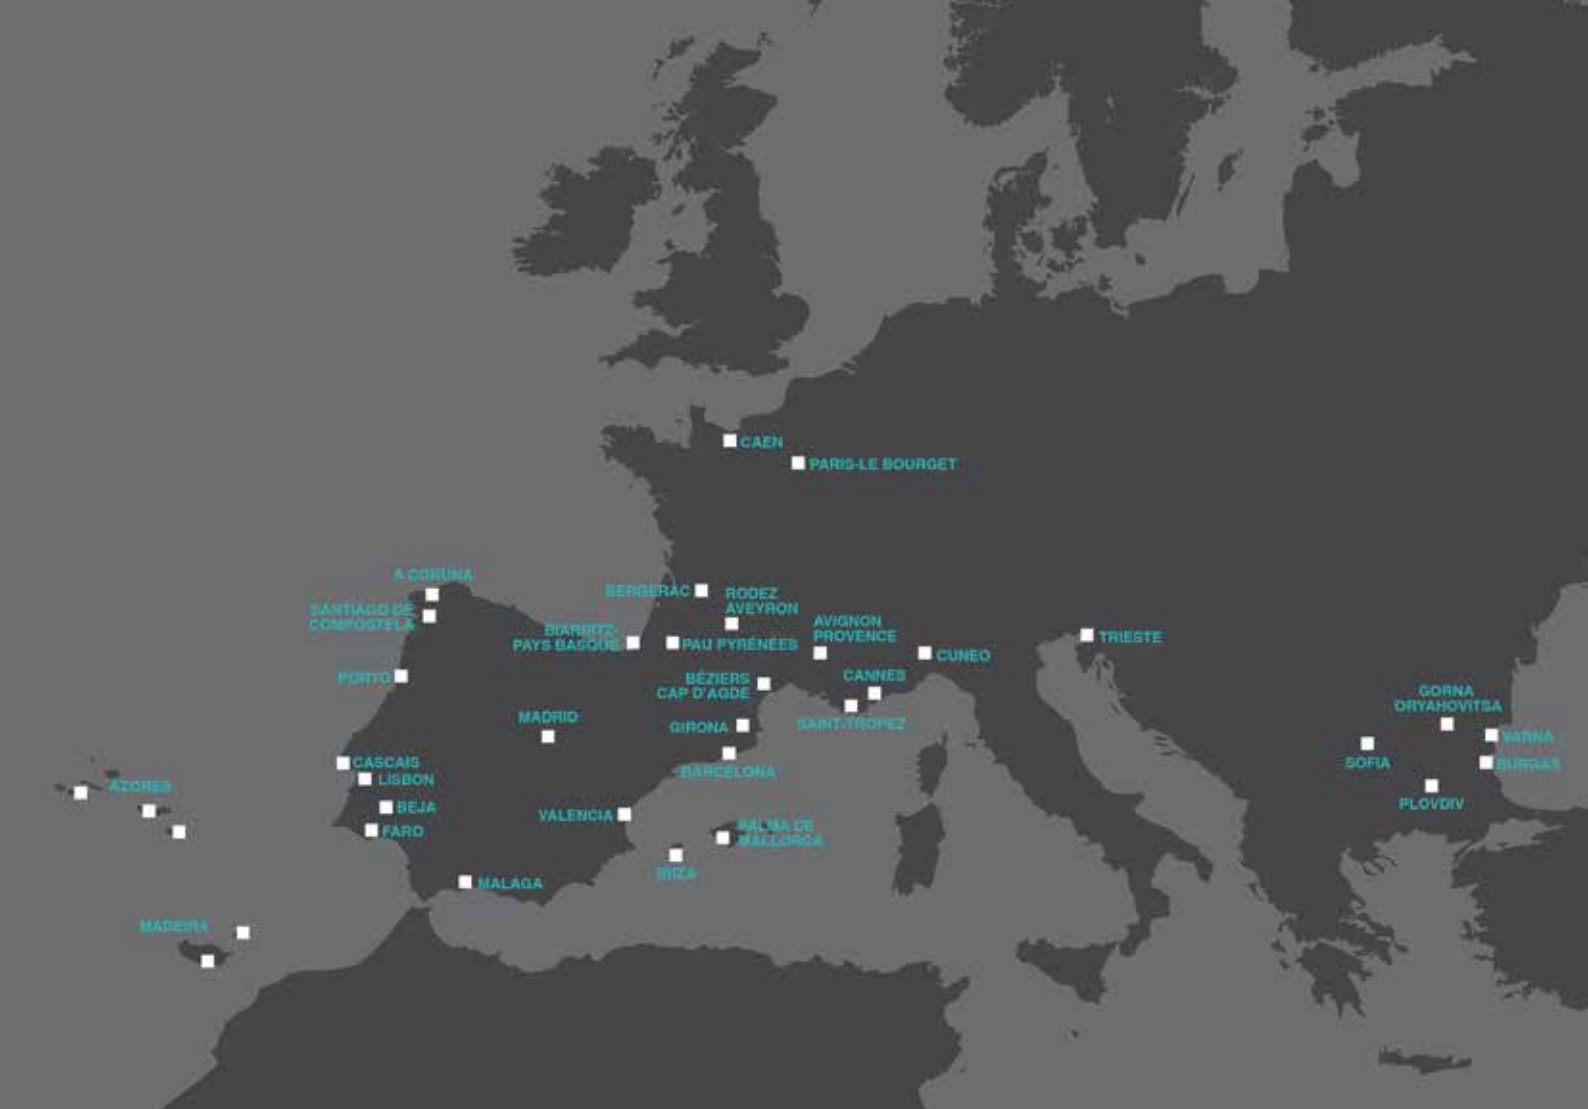 CAEN
PARIS-LE BOURGET
A CORUNA
SANTIAGO DE
COMPOSTELA
PORTO
BERGERAC
RODEZ
AVEYRON
BIARRITZ-
PAYS BASQUE
PAU PYRÉNÉES
AVIGNON
PROVENCE
CUNEO
TRIESTE
BÉZIERS
CAP D'AGDE
CANNES
SAINT-TROPEZ
GIRONA
BARCELONA
MADRID
GORNA
ORYAHOVITSA
VARNA
BURGAS
SOFIA
PLOVDIV
CASCAIS
LISBON
AZORES
BEJA
FARO
VALENCIA
PALMA DE
MALLORCA
IBIZA
MALAGA
MADEIRA